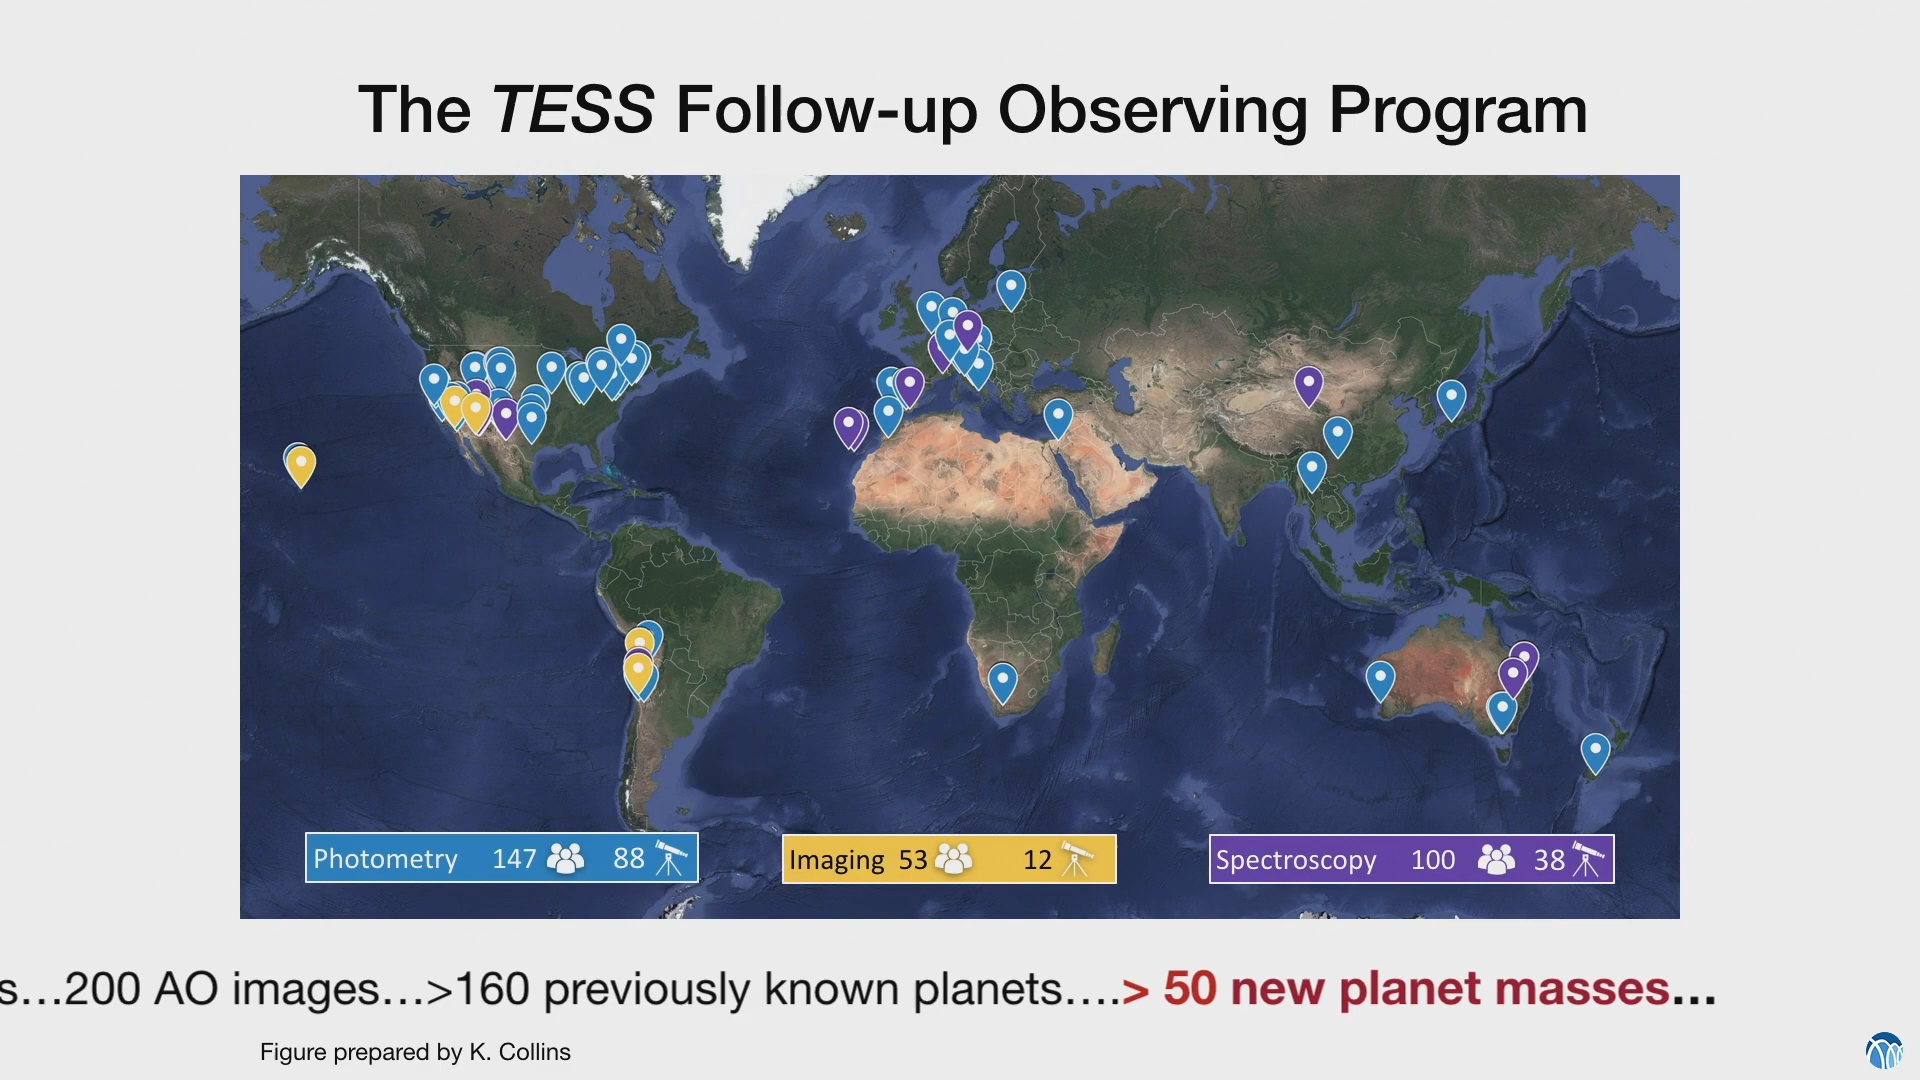 The TESS Follow-up Observing Program
Photometry 147 88
Imaging 53 12
Spectroscopy 100 38
s…200 AO images…>160 previously known planets….> 50 new planet masses…
Figure prepared by K. Collins